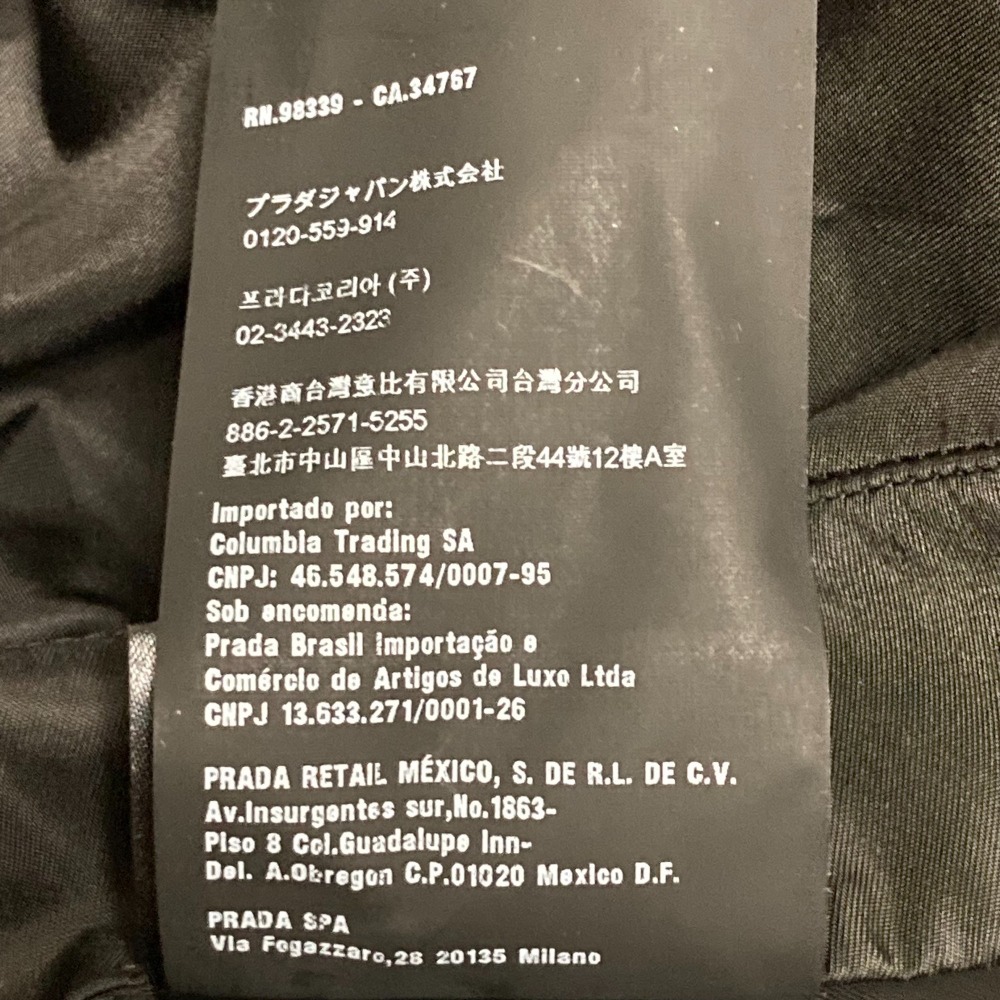 RN.98339 - CA.34767
プラダジャパン株式会社
0120-559-914
프라다코리아 (주)
02-3443-2323
香港商台灣意比有限公司台灣分公司
886-2-2571-5255
臺北市中山區中山北路二段44號12樓A室
Importado por:
Columbia Trading SA
CNPJ: 46.548.574/0007-95
Sob encomenda:
Prada Brasil Importação e
Comércio de Artigos de Luxo Ltda
CNPJ 13.633.271/0001-26
PRADA RETAIL MÉXICO, S. DE R.L. DE C.V.
Av.Insurgentes sur,No.1863-
Piso 8 Col.Guadalupe Inn-
Del. A.Obregon C.P.01020 Mexico D.F.
PRADA SPA
Via Fogazzaro,28 20135 Milano